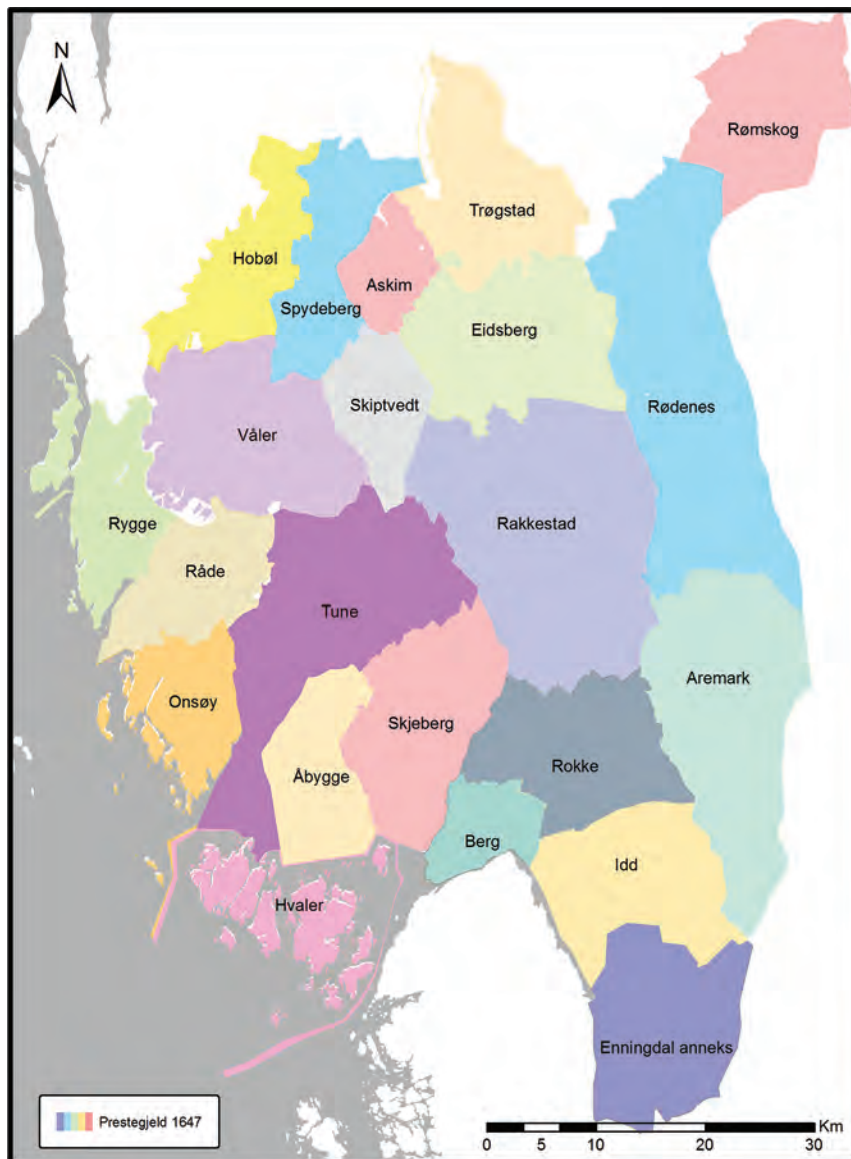 N
Rømskog
Trøgstad
Hobøl
Askim
Spydeberg
Eidsberg
Skiptvedt
Rødenes
Våler
Rygge
Rakkestad
Råde
Tune
Aremark
Onsøy
Skjeberg
Åbygge
Rokke
Berg
Idd
Hvaler
Enningdal anneks
Prestegjeld 1647
Km
0 5 10 20 30